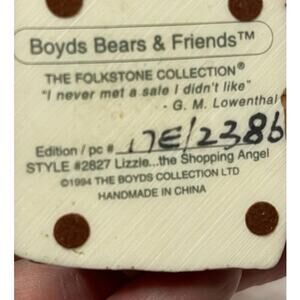 Boyds Bears & Friends™
THE FOLKSTONE COLLECTION®
"I never met a sale I didn't like"
- G. M. Lowenthal
Edition / pc # 17E/2386
STYLE #2827 Lizzie...the Shopping Angel
©1994 THE BOYDS COLLECTION LTD
HANDMADE IN CHINA